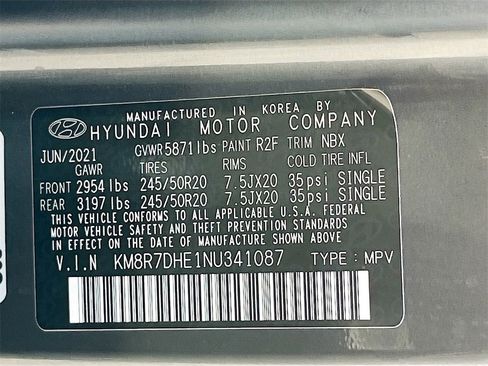 MANUFACTURED IN KOREA BY
HYUNDAI MOTOR COMPANY
JUN/2021 GVWR 5871lbs PAINT R2F TRIM NBX
GAWR TIRES RIMS COLD TIRE INFL
FRONT 2954 lbs 245/50R20 7.5JX20 35psi SINGLE
REAR 3197 lbs 245/50R20 7.5JX20 35psi SINGLE
THIS VEHICLE CONFORMS TO ALL APPLICABLE U.S.A. FEDERAL
MOTOR VEHICLE SAFETY AND THEFT PREVENTION STANDARDS
IN EFFECT ON THE DATE OF MANUFACTURE SHOWN ABOVE.
V.I.N KM8R7DHE1NU341087 TYPE: MPV